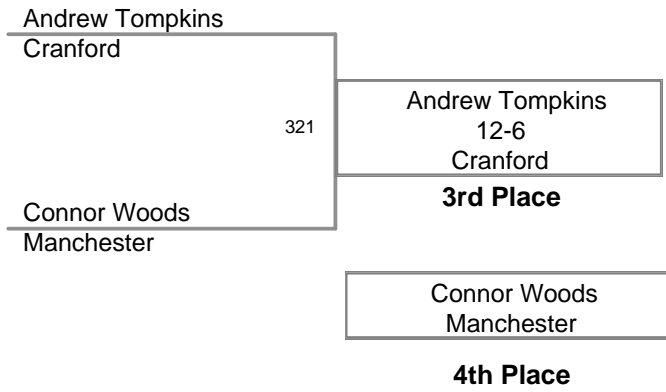 Andrew Tompkins
Cranford
321
Andrew Tompkins
12-6
Cranford
3rd Place
Connor Woods
Manchester
Connor Woods
Manchester
4th Place